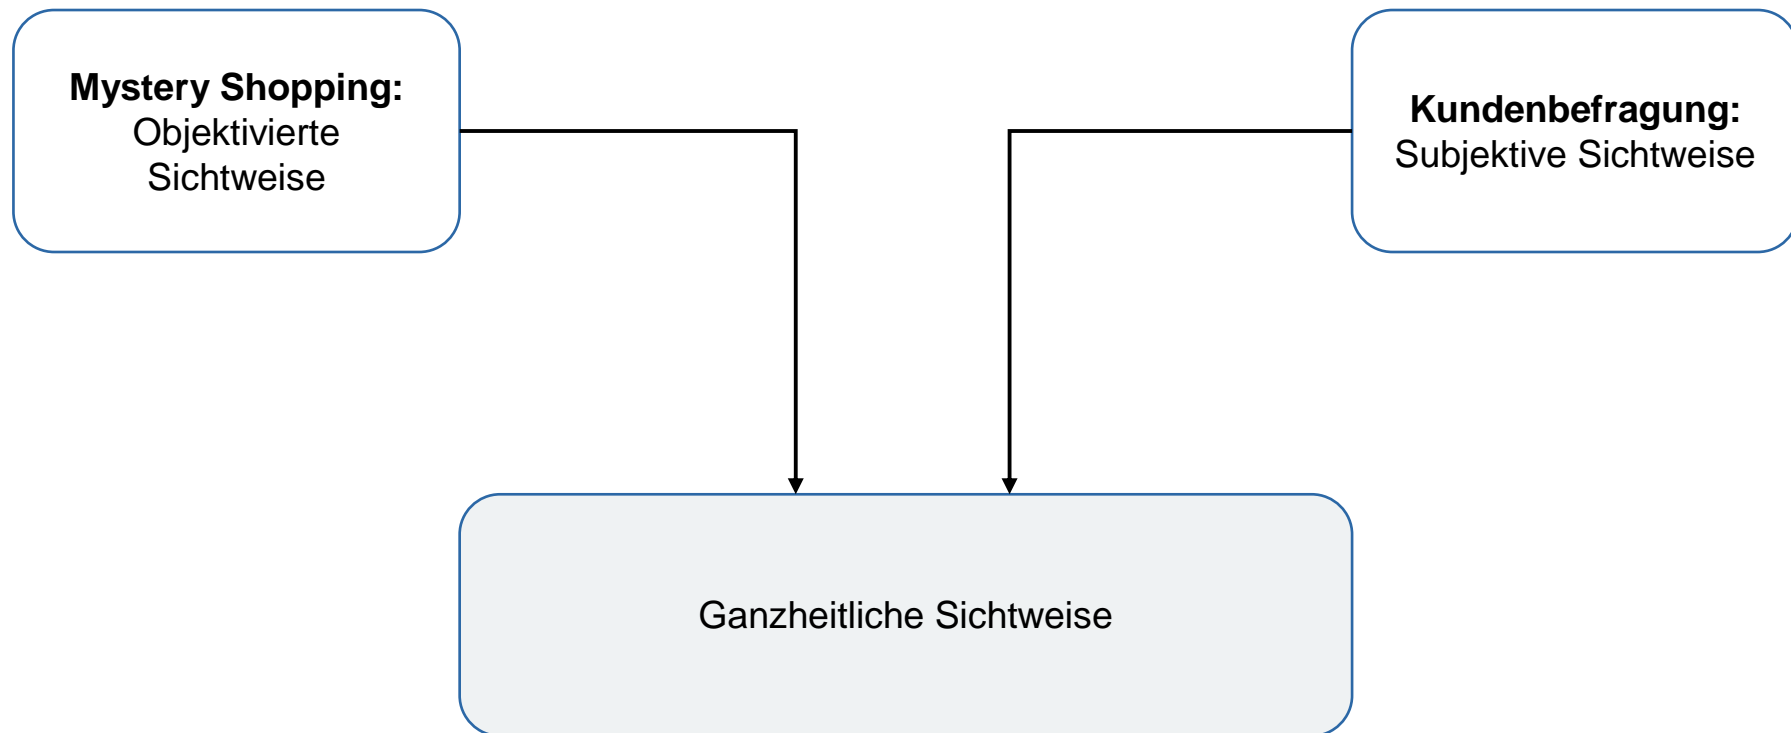 Mystery Shopping:
Objektivierte
Sichtweise
Kundenbefragung:
Subjektive Sichtweise
Ganzheitliche Sichtweise